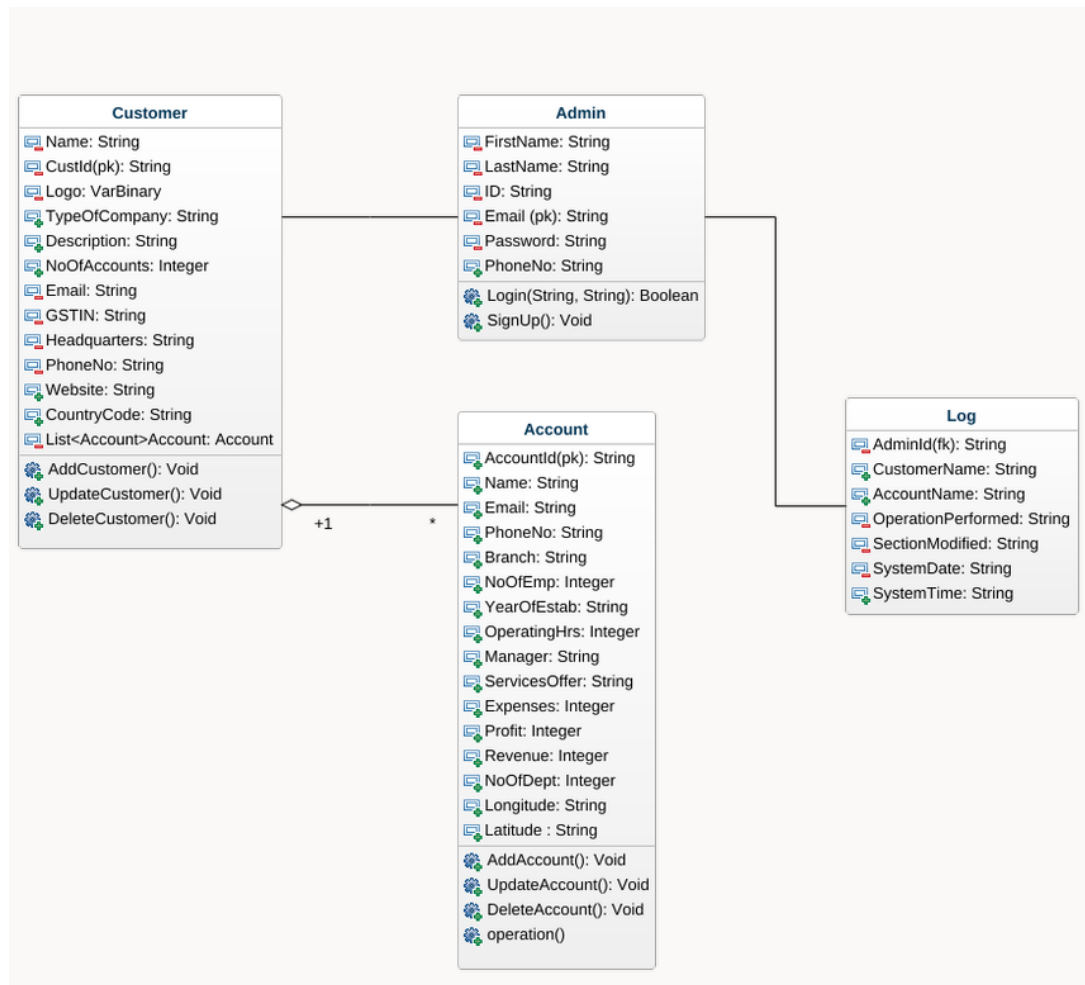 Customer
Name: String
CustId(pk): String
Logo: VarBinary
TypeOfCompany: String
Description: String
NoOfAccounts: Integer
Email: String
GSTIN: String
Headquarters: String
PhoneNo: String
Website: String
CountryCode: String
List<Account>Account: Account
AddCustomer(): Void
UpdateCustomer(): Void
DeleteCustomer(): Void
Admin
FirstName: String
LastName: String
ID: String
Email (pk): String
Password: String
PhoneNo: String
Login(String, String): Boolean
SignUp(): Void
+1
*
Account
AccountId(pk): String
Name: String
Email: String
PhoneNo: String
Branch: String
NoOfEmp: Integer
YearOfEstab: String
OperatingHrs: Integer
Manager: String
ServicesOffer: String
Expenses: Integer
Profit: Integer
Revenue: Integer
NoOfDept: Integer
Longitude: String
Latitude : String
AddAccount(): Void
UpdateAccount(): Void
DeleteAccount(): Void
operation()
Log
AdminId(fk): String
CustomerName: String
AccountName: String
OperationPerformed: String
SectionModified: String
SystemDate: String
SystemTime: String